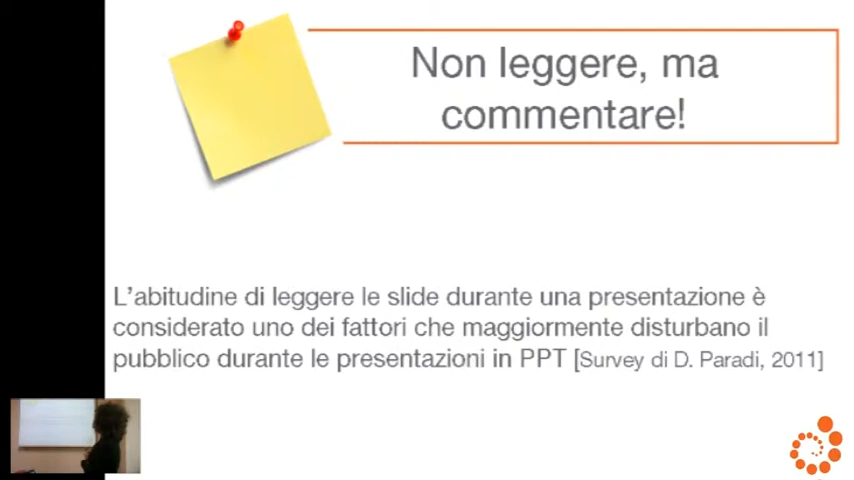 Non leggere, ma
commentare!
L'abitudine di leggere le slide durante una presentazione è
considerato uno dei fattori che maggiormente disturbano il
pubblico durante le presentazioni in PPT [Survey di D. Paradi, 2011]